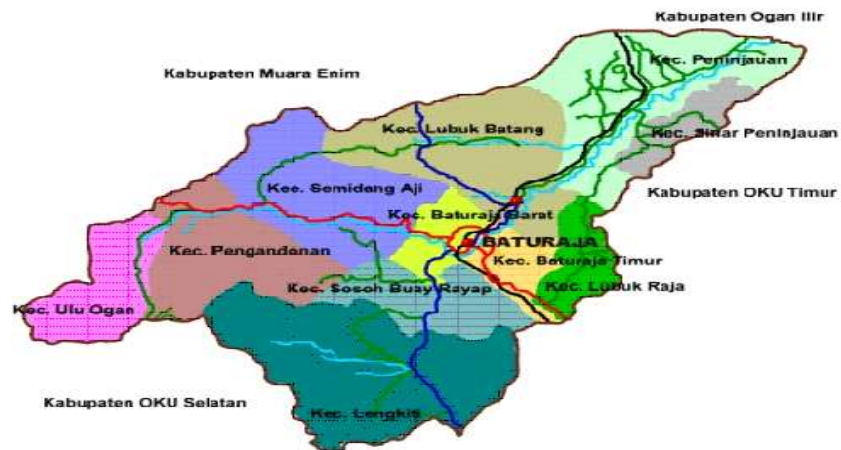 Kabupaten Ogan Ilir
Kec. Peninjauan
Kabupaten Muara Enim
Kec. Lubuk Batang
Kec. Sinar Peninjauan
Kec. Semidang Aji
Kabupaten OKU Timur
Kec. Baturaja Barat
BATURAJA
Kec. Pengandonan
Kec. Baturaja Timur
Kec. Sosoh Buay Rayap
Kec. Lubuk Raja
Kec. Ulu Ogan
Kabupaten OKU Selatan
Kec. Lengkiti